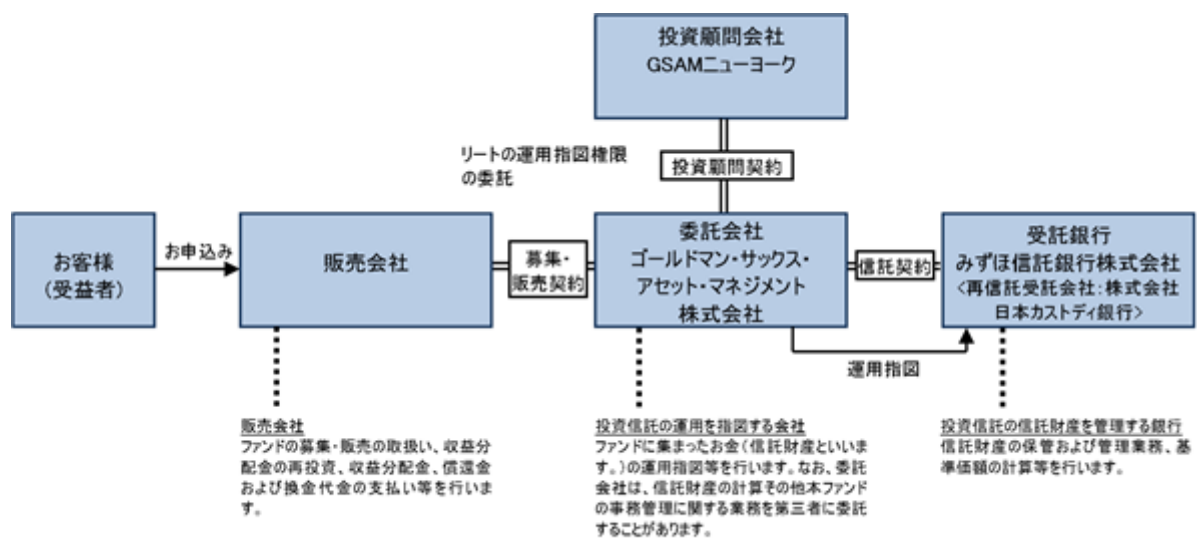 投資顧問会社
GSAMニューヨーク
リートの運用指図権限
の委託
投資顧問契約
お客様
(受益者)
お申込み
販売会社
募集・
販売契約
委託会社
ゴールドマン・サックス・
アセット・マネジメント
株式会社
信託契約
受託銀行
みずほ信託銀行株式会社
<再信託受託会社:株式会社
日本カストディ銀行>
運用指図
販売会社
ファンドの募集・販売の取扱い、収益分
配金の再投資、収益分配金、償還金
および換金代金の支払い等を行いま
す。
投資信託の運用を指図する会社
ファンドに集まったお金(信託財産といいま
す。)の運用指図等を行います。なお、委託
会社は、信託財産の計算その他本ファンド
の事務管理に関する業務を第三者に委託
することがあります。
投資信託の信託財産を管理する銀行
信託財産の保管および管理業務、基
準価額の計算等を行います。